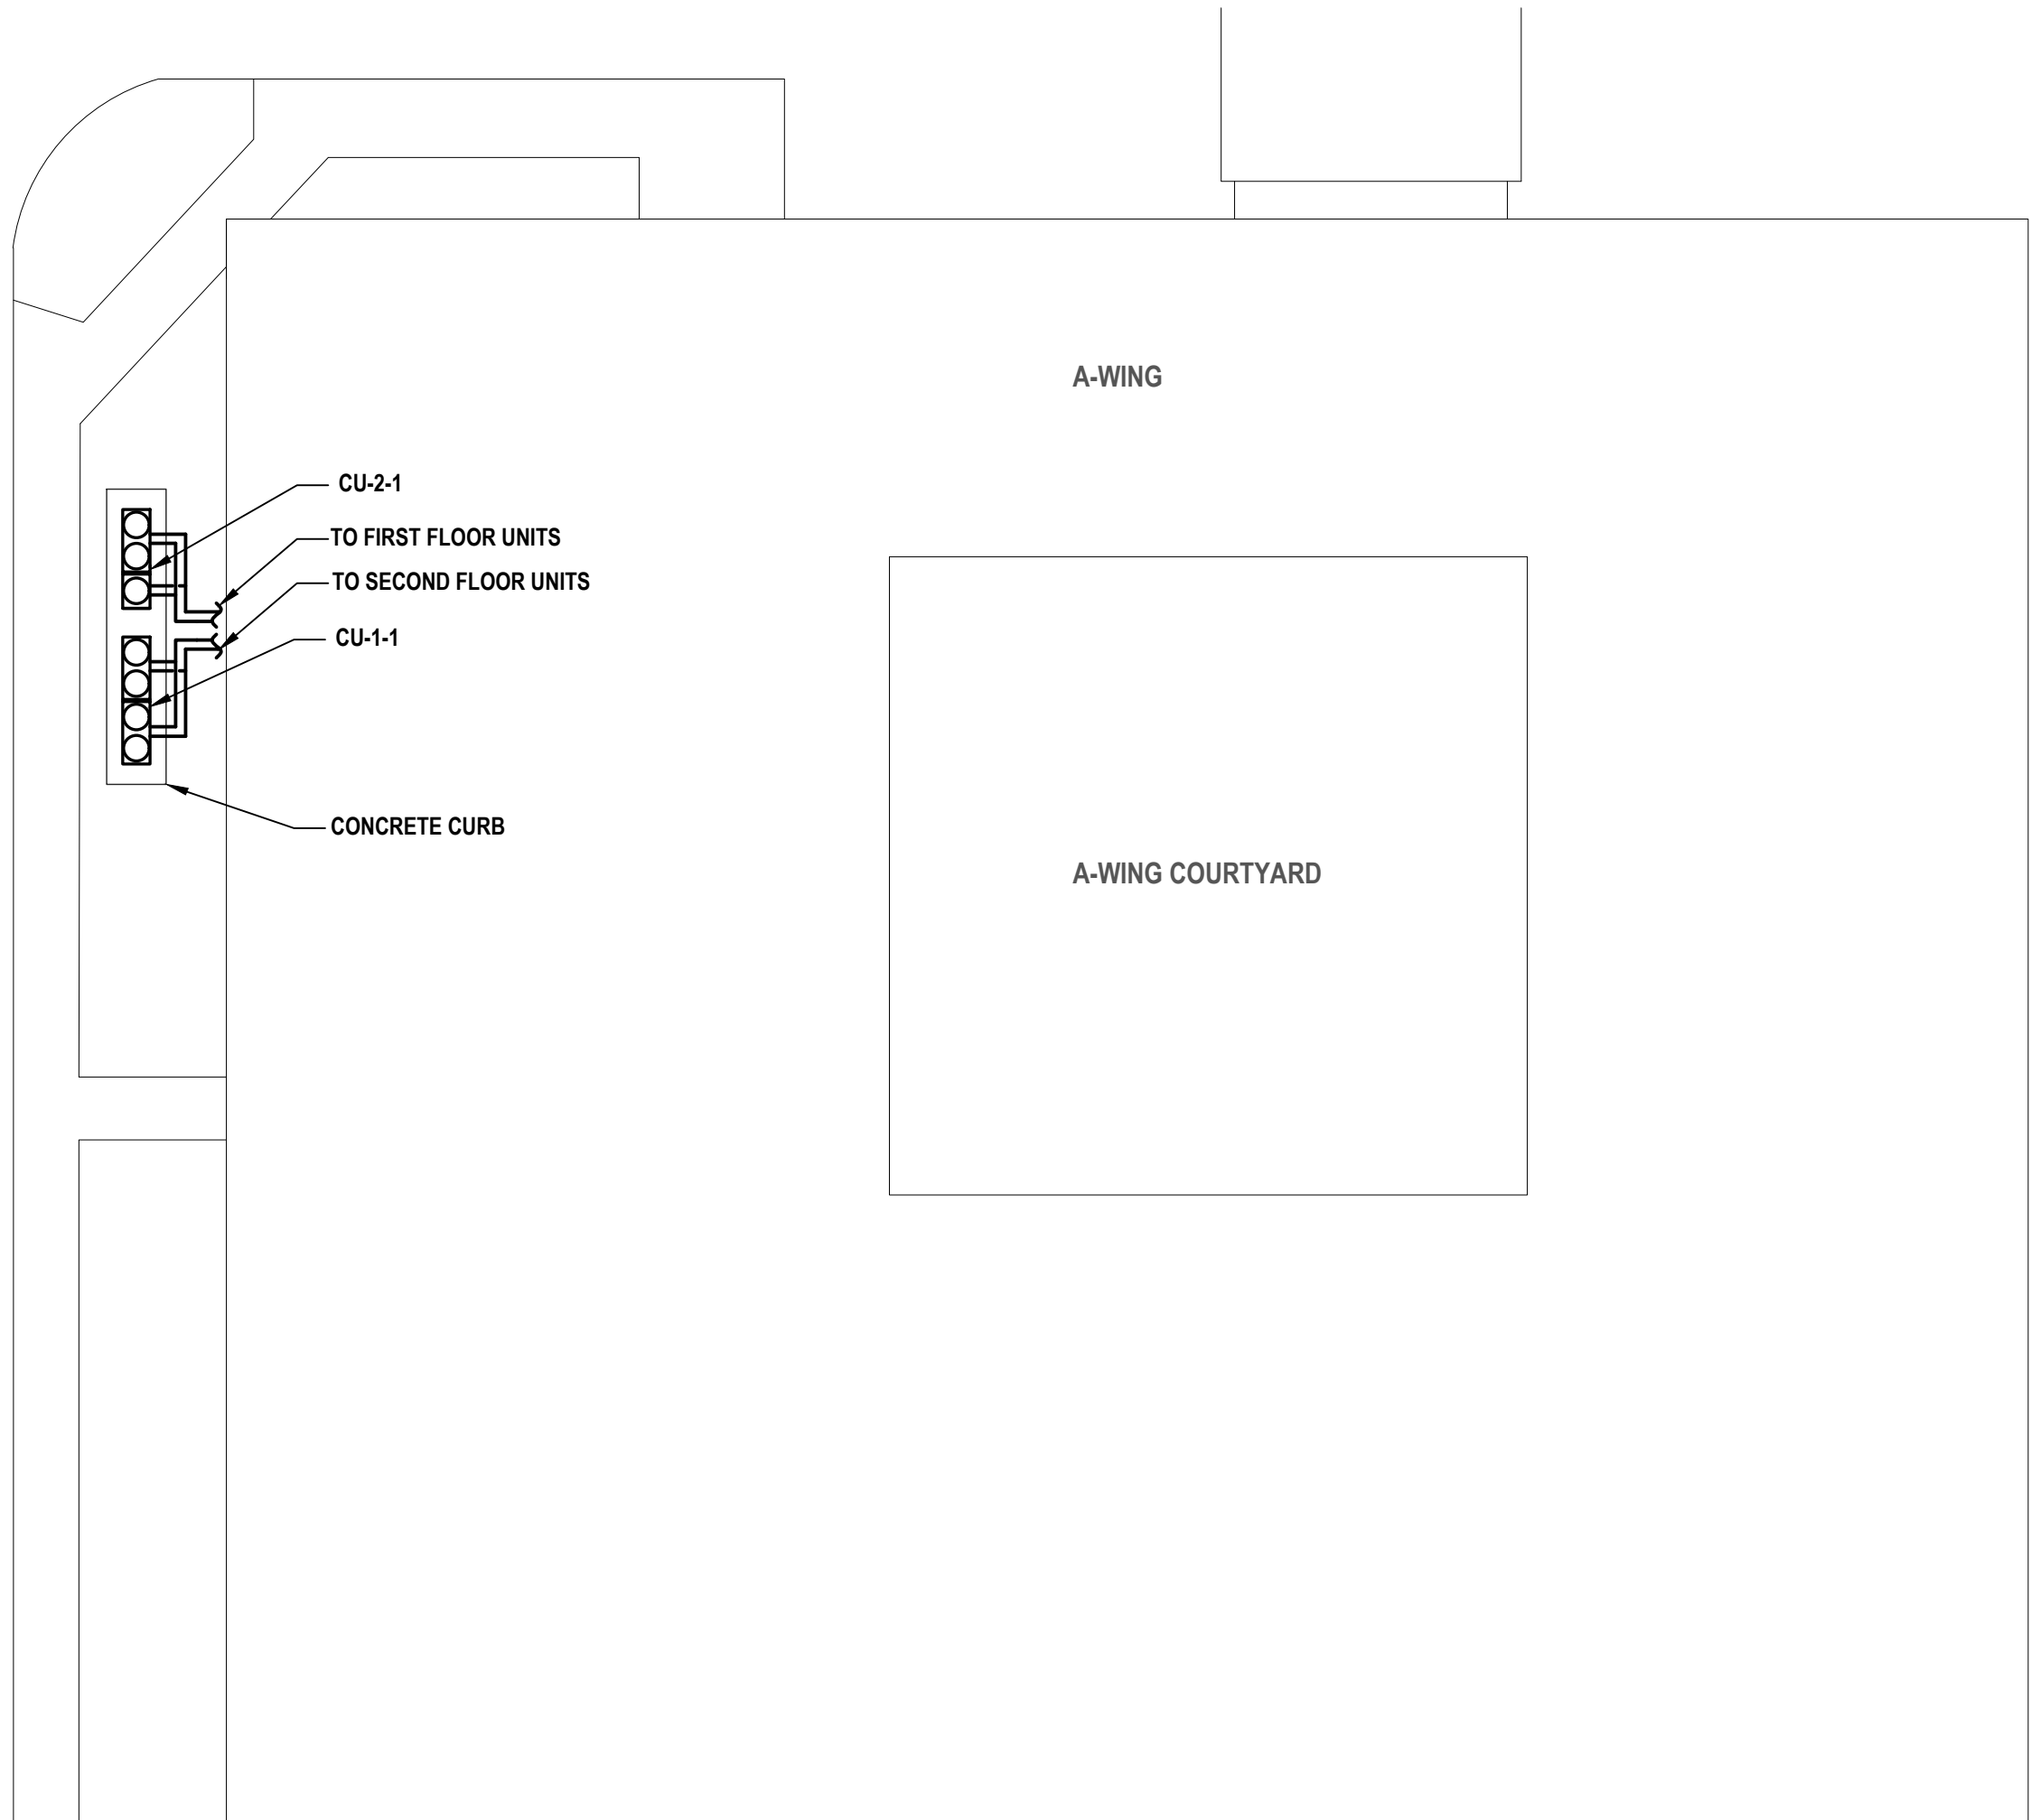 A-WING
CU-2-1
TO FIRST FLOOR UNITS
TO SECOND FLOOR UNITS
CU-1-1
CONCRETE CURB
A-WING COURTYARD